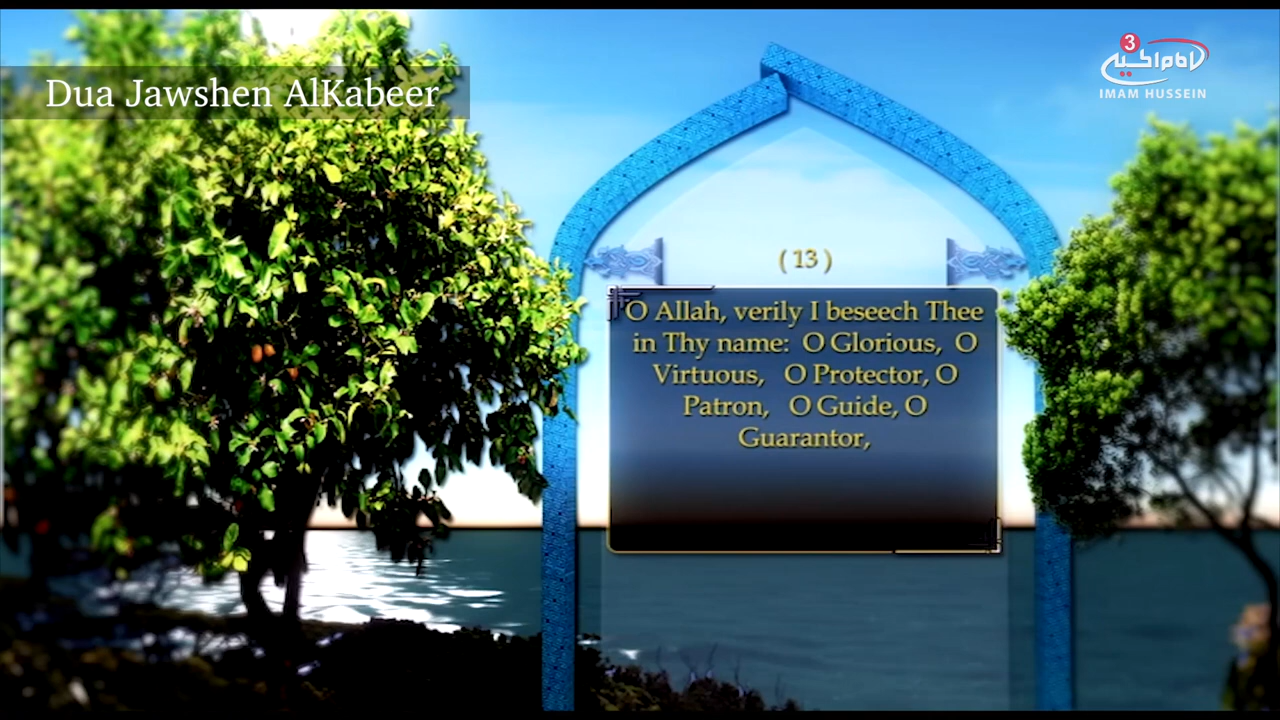 Dua Jawshen AlKabeer
3
IMAM HUSSEIN
( 13 )
O Allah, verily I beseech Thee
in Thy name: O Glorious, O
Virtuous, O Protector, O
Patron, O Guide, O
Guarantor,